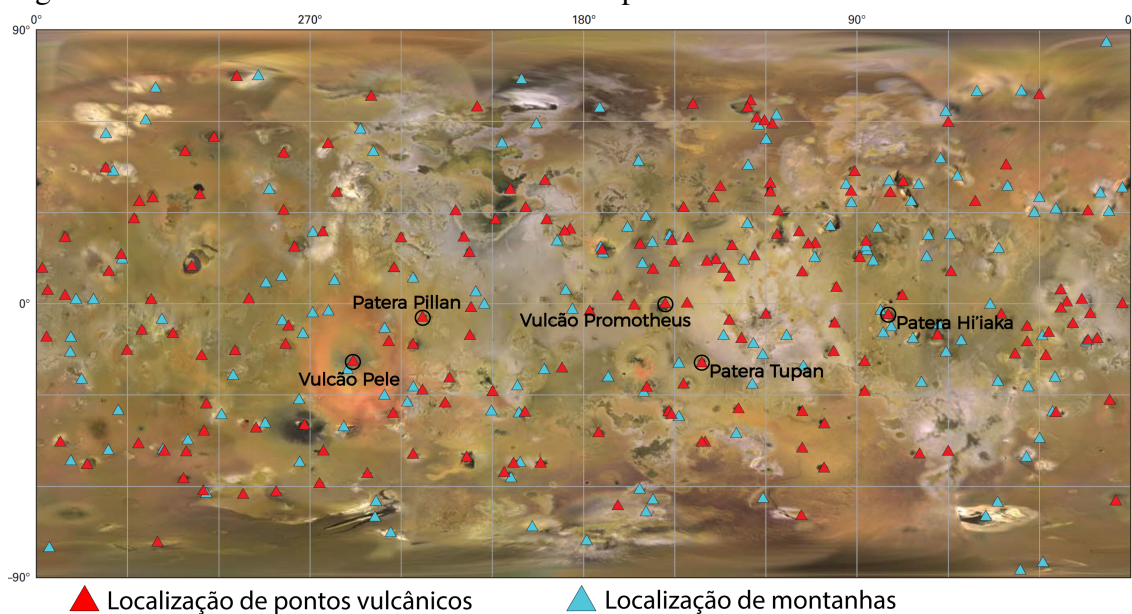 0° 270° 180° 90° 0
90°
Patera Pillan
0°
Vulcão Promotheus
Patera Hi'iaka
Patera Tupan
Vulcão Pele
-90°
Localização de pontos vulcânicos Localização de montanhas